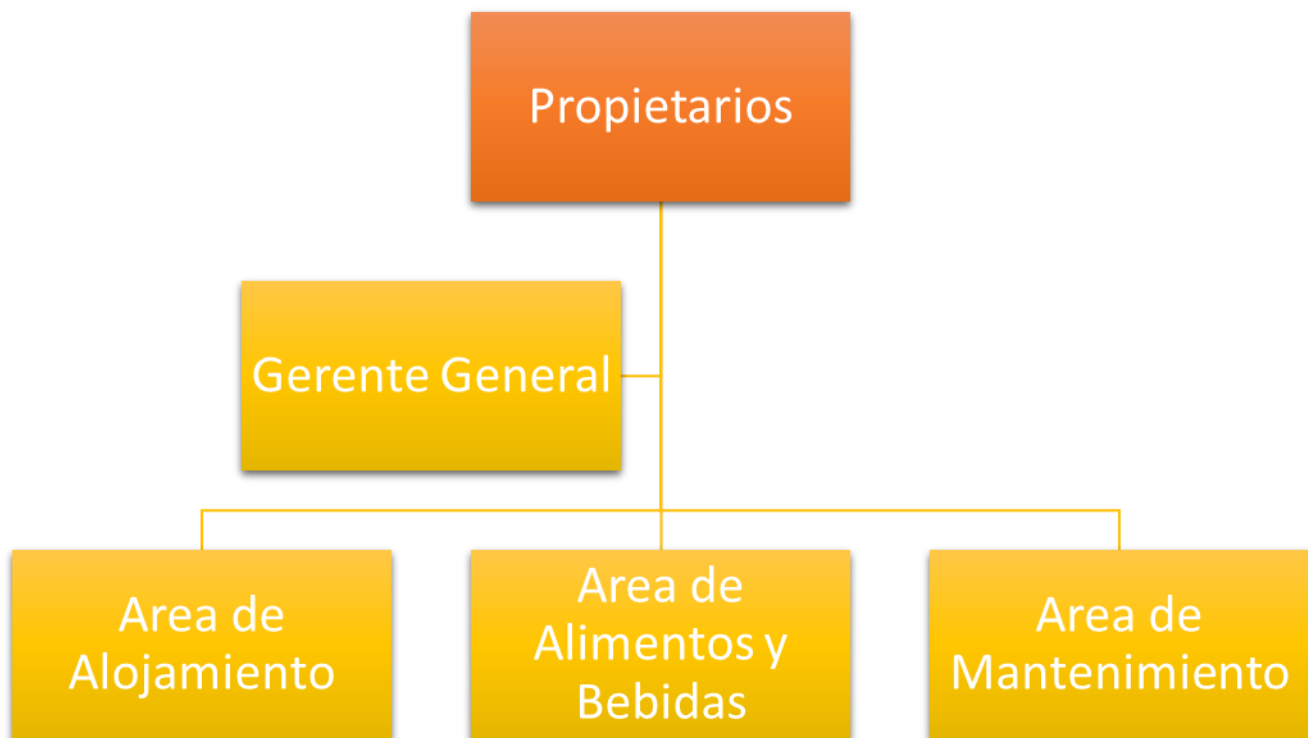 Propietarios
Gerente General
Area de
Alojamiento
Area de
Alimentos y
Bebidas
Area de
Mantenimiento